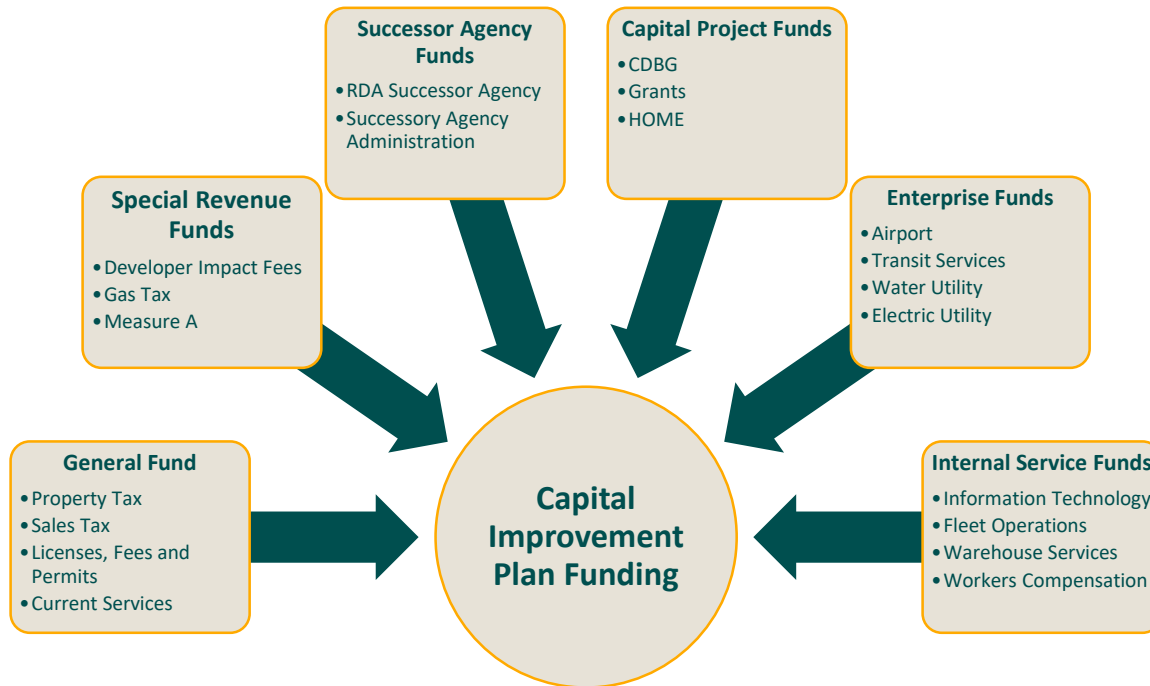 Successor Agency
Funds
• RDA Successor Agency
• Successory Agency
Administration
Capital Project Funds
• CDBG
• Grants
• HOME
Special Revenue
Funds
• Developer Impact Fees
• Gas Tax
• Measure A
Enterprise Funds
• Airport
• Transit Services
• Water Utility
• Electric Utility
General Fund
• Property Tax
• Sales Tax
• Licenses, Fees and
Permits
• Current Services
Capital
Improvement
Plan Funding
Internal Service Funds
• Information Technology
• Fleet Operations
• Warehouse Services
• Workers Compensation